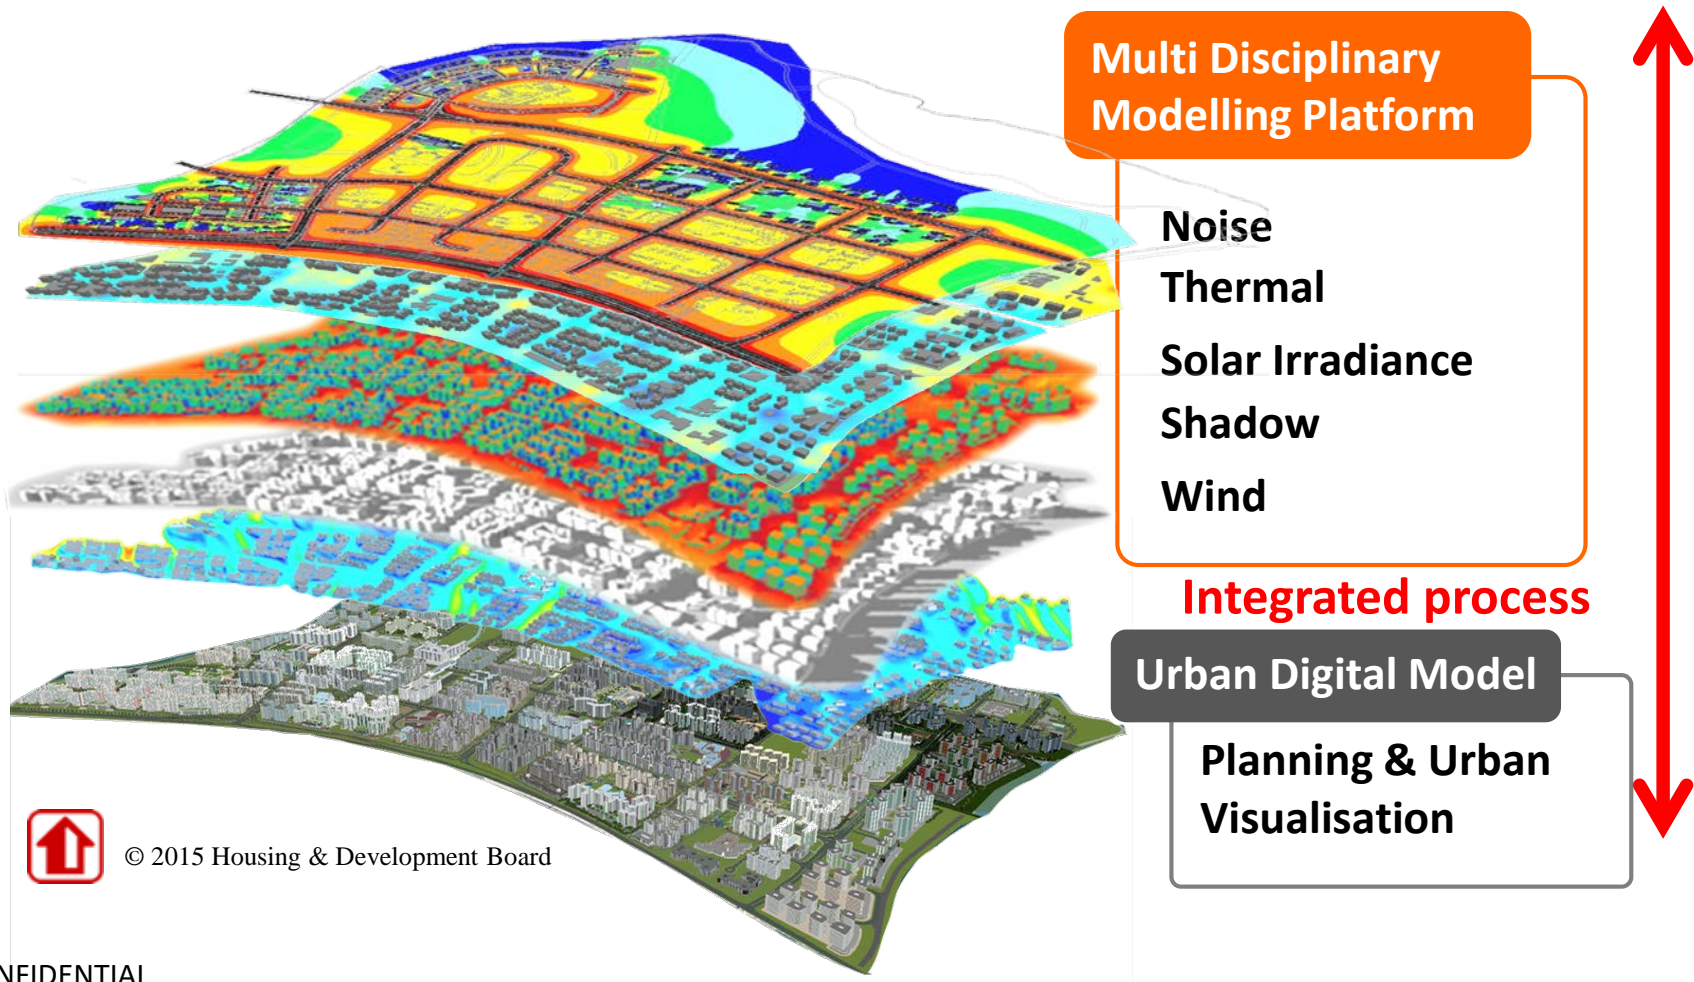 Multi Disciplinary
Modelling Platform
Noise
Thermal
Solar Irradiance
Shadow
Wind
Integrated process
Urban Digital Model
Planning & Urban
Visualisation
© 2015 Housing & Development Board
NFIDENTIAL